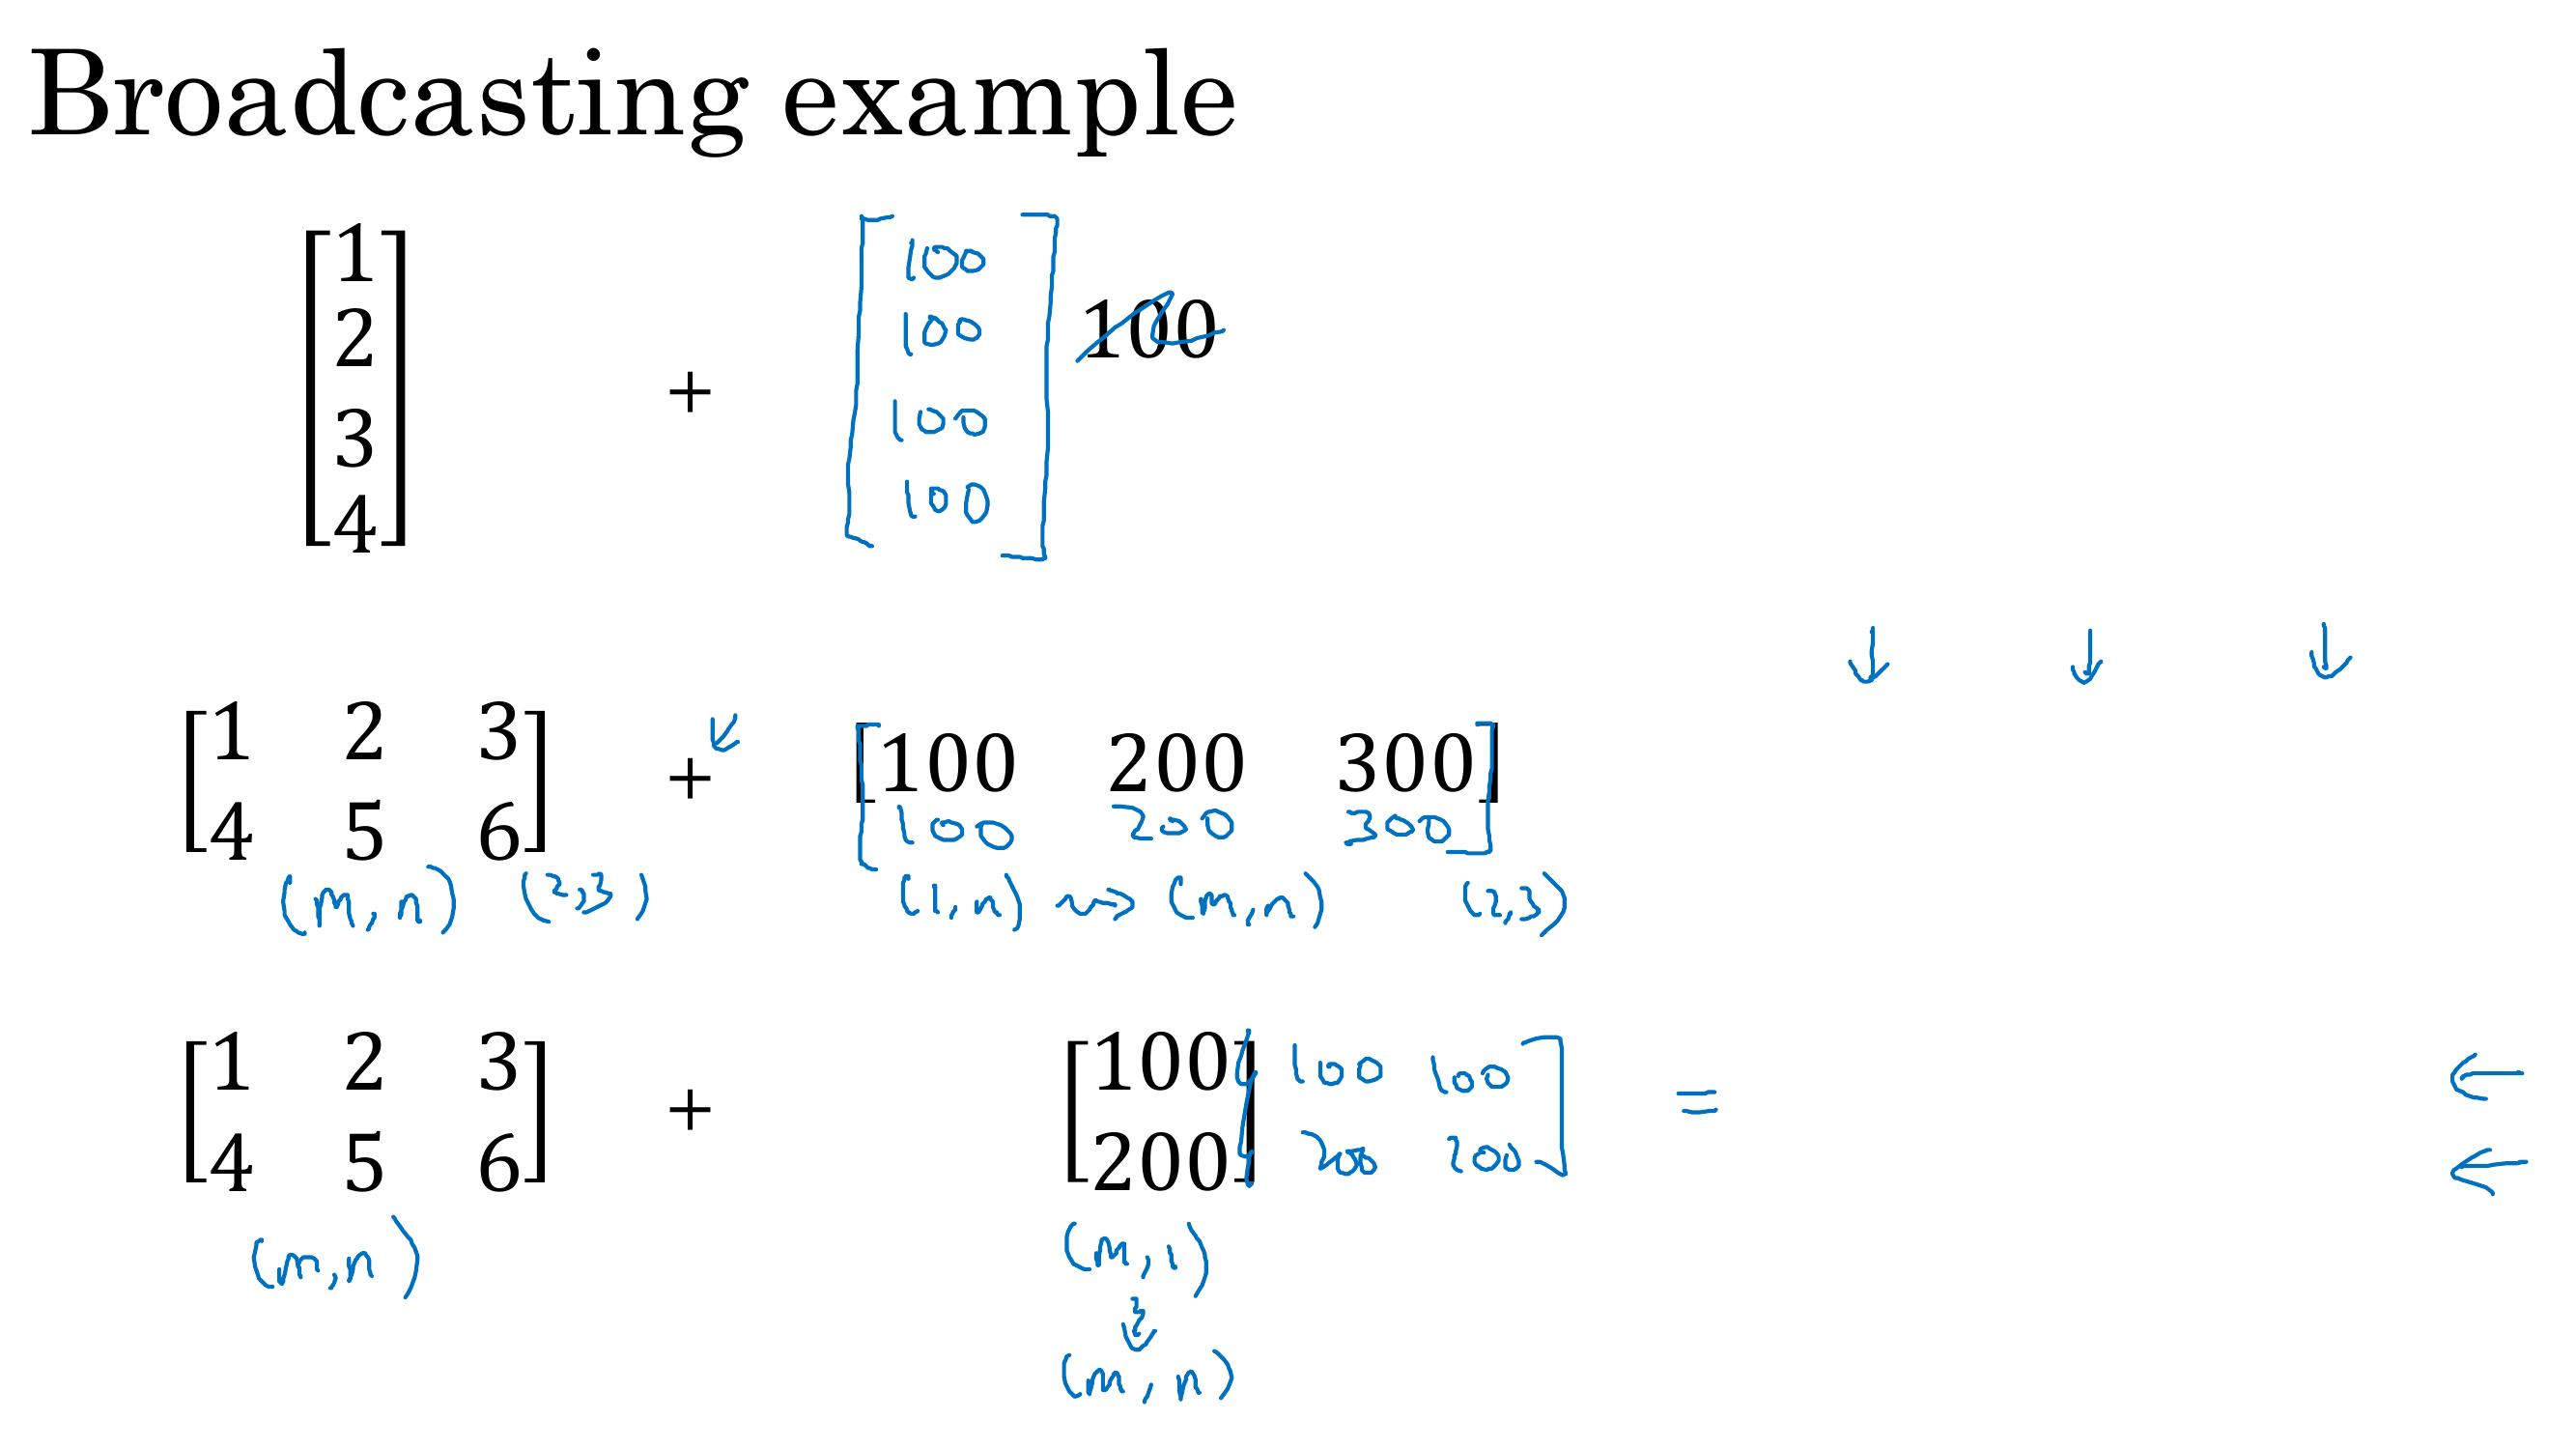 Broadcasting example
1 100
2 + 100 100
3 100
4 100
[1 2 3] + [100 200 300]
[4 5 6] 100 200 300
(m, n) (2,3) (1, n) ⇝ (m, n) (2,3)
[1 2 3] + [100] 100 100 =
[4 5 6] [200] 200 200
(m, n) (m, 1)
(m, n)